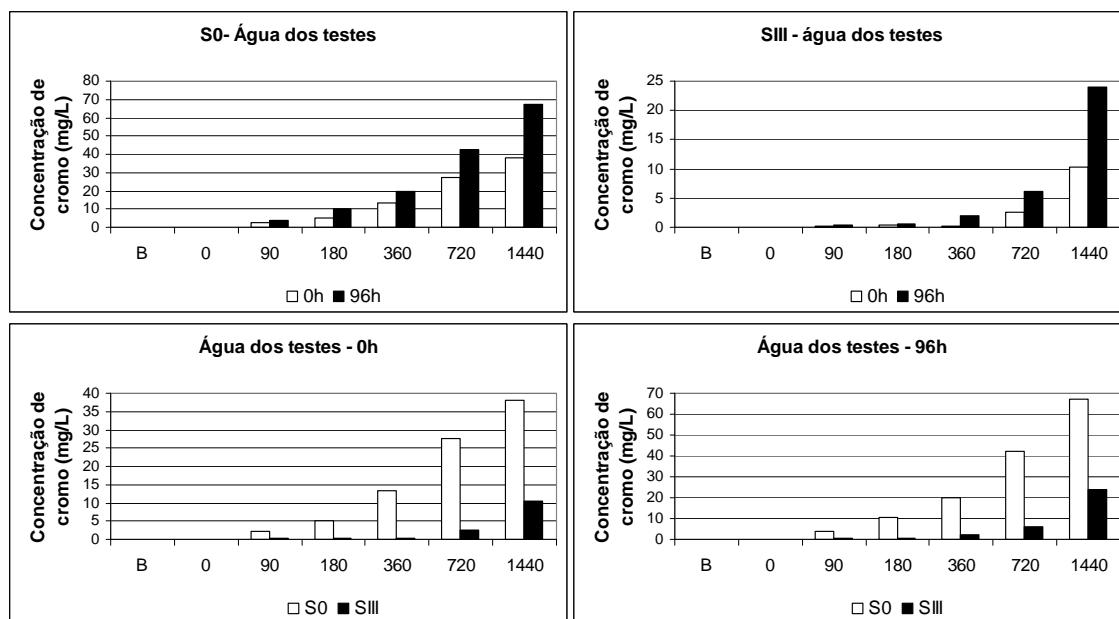 S0- Água dos testes
Concentração de
cromo (mg/L)
80
70
60
50
40
30
20
10
0
B 0 90 180 360 720 1440
0h 96h
SIII - água dos testes
Concentração de
cromo (mg/L)
25
20
15
10
5
0
B 0 90 180 360 720 1440
0h 96h
Água dos testes - 0h
Concentração de
cromo (mg/L)
40
35
30
25
20
15
10
5
0
B 0 90 180 360 720 1440
S0 SIII
Água dos testes - 96h
Concentração de
cromo (mg/L)
70
60
50
40
30
20
10
0
B 0 90 180 360 720 1440
S0 SIII